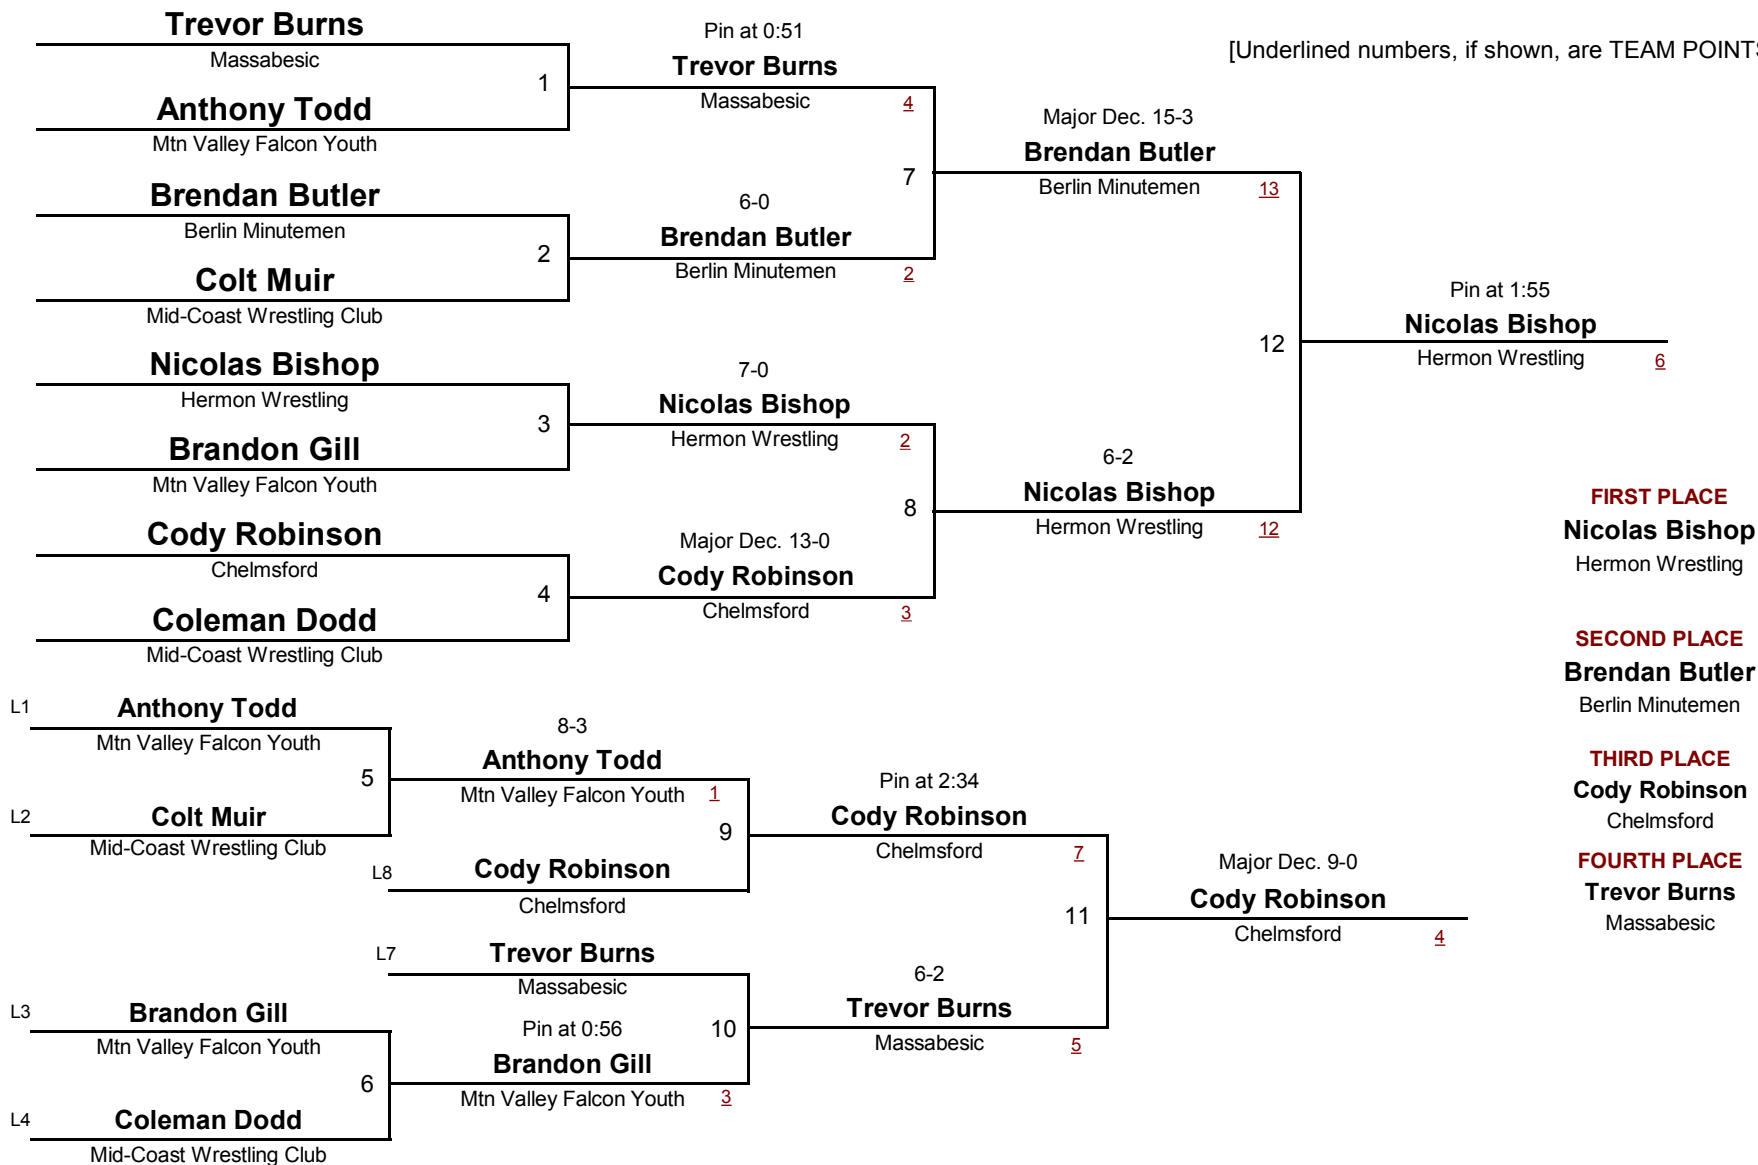 Trevor Burns
Massabesic
1
Anthony Todd
Mtn Valley Falcon Youth
Brendan Butler
Berlin Minutemen
2
Colt Muir
Mid-Coast Wrestling Club
Nicolas Bishop
Hermon Wrestling
3
Brandon Gill
Mtn Valley Falcon Youth
Cody Robinson
Chelmsford
4
Coleman Dodd
Mid-Coast Wrestling Club
Pin at 0:51
Trevor Burns
Massabesic 4
7
6-0
Brendan Butler
Berlin Minutemen 2
7-0
Nicolas Bishop
Hermon Wrestling 2
8
Major Dec. 13-0
Cody Robinson
Chelmsford 3
[Underlined numbers, if shown, are TEAM POINTS
Major Dec. 15-3
Brendan Butler
Berlin Minutemen 13
12
6-2
Nicolas Bishop
Hermon Wrestling 12
Pin at 1:55
Nicolas Bishop
Hermon Wrestling 6
FIRST PLACE
Nicolas Bishop
Hermon Wrestling
SECOND PLACE
Brendan Butler
Berlin Minutemen
THIRD PLACE
Cody Robinson
Chelmsford
FOURTH PLACE
Trevor Burns
Massabesic
L1 Anthony Todd
Mtn Valley Falcon Youth
5
L2 Colt Muir
Mid-Coast Wrestling Club
8-3
Anthony Todd
Mtn Valley Falcon Youth 1
9
L8 Cody Robinson
Chelmsford
L7 Trevor Burns
Massabesic
10
L3 Brandon Gill
Mtn Valley Falcon Youth
6
L4 Coleman Dodd
Mid-Coast Wrestling Club
Pin at 0:56
Brandon Gill
Mtn Valley Falcon Youth 3
Pin at 2:34
Cody Robinson
Chelmsford 7
11
6-2
Trevor Burns
Massabesic 5
Major Dec. 9-0
Cody Robinson
Chelmsford 4